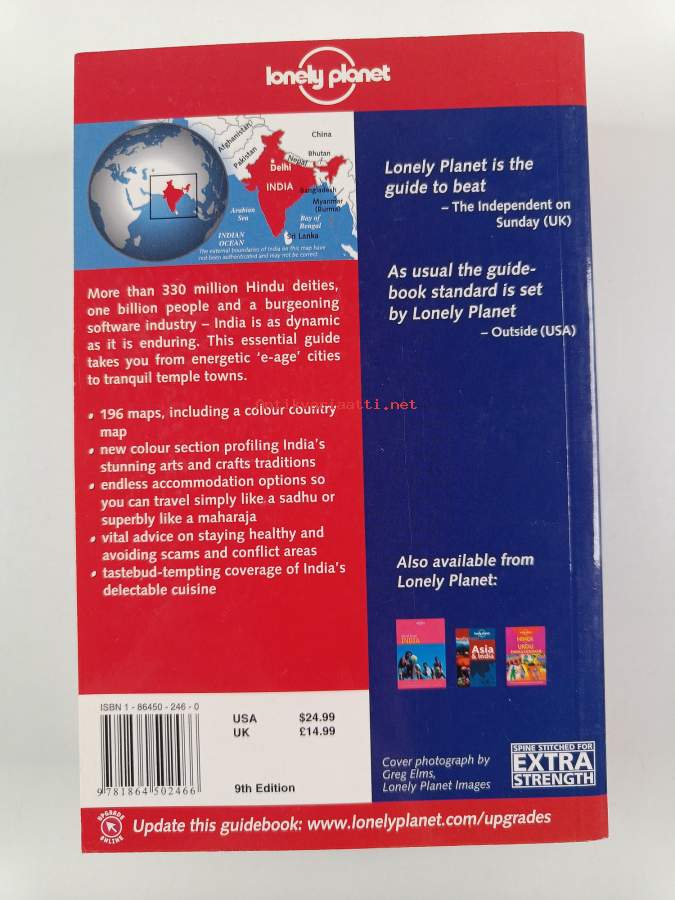 lonely planet
Afghanistan
Pakistan
China
Nepal
Bhutan
Delhi
INDIA
Bangladesh
Myanmar
(Burma)
Arabian
Sea
Bay of
Bengal
INDIAN
OCEAN
Sri Lanka
The external boundaries of India on this map have
not been authenticated and may not be correct
More than 330 million Hindu deities,
one billion people and a burgeoning
software industry – India is as dynamic
as it is enduring. This essential guide
takes you from energetic ‘e-age’ cities
to tranquil temple towns.
• 196 maps, including a colour country
map
• new colour section profiling India’s
stunning arts and crafts traditions
• endless accommodation options so
you can travel simply like a sadhu or
superbly like a maharaja
• vital advice on staying healthy and
avoiding scams and conflict areas
• tastebud-tempting coverage of India’s
delectable cuisine
Lonely Planet is the
guide to beat
– The Independent on
Sunday (UK)
As usual the guide-
book standard is set
by Lonely Planet
– Outside (USA)
Antikvariaatti.net
Also available from
Lonely Planet:
INDIA
Asia
& India
HINDI
URDU
ISBN 1 - 86450 - 246 - 0
9 781864 502466
USA $24.99
UK £14.99
9th Edition
Cover photograph by
Greg Elms,
Lonely Planet Images
SPINE STITCHED FOR
EXTRA
STRENGTH
UPGRADE
ONLINE
Update this guidebook: www.lonelyplanet.com/upgrades